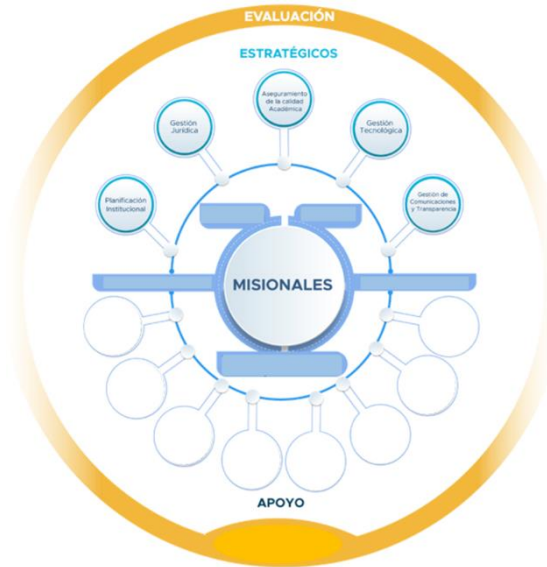 EVALUACIÓN
ESTRATÉGICOS
Aseguramiento
de la calidad
Académica
Gestión
Jurídica
Gestión
Tecnológica
Planificación
Institucional
Gestión de
Comunicaciones
y Transparencia
MISIONALES
APOYO